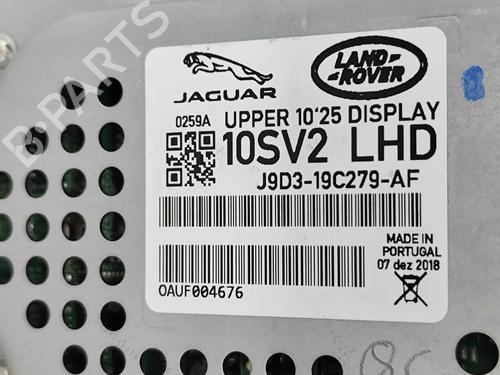 JAGUAR
LAND-
ROVER
0259A
UPPER 10'25 DISPLAY
10SV2 LHD
J9D3-19C279-AF
MADE IN
PORTUGAL
07 dez 2018
0AUF004676
B-PARTS